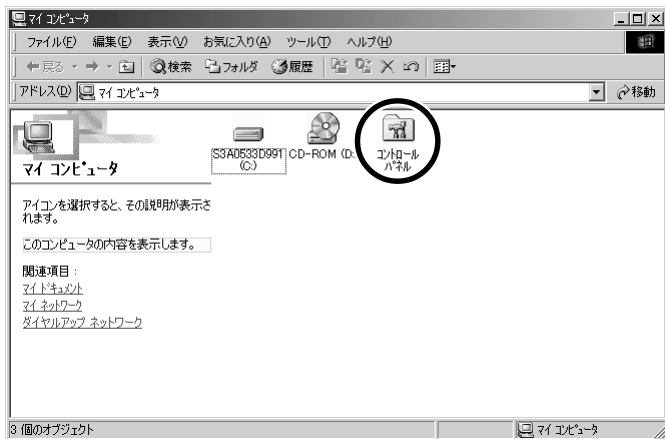 マイ コンピュータ
ファイル(F) 編集(E) 表示(V) お気に入り(A) ツール(T) ヘルプ(H)
戻る 検索 フォルダ 履歴
アドレス(D) マイ コンピュータ 移動
マイ コンピュータ
S3A0533D991 (C:)
CD-ROM (D:
コントロール パネル
アイコンを選択すると、その説明が表示さ
れます。
このコンピュータの内容を表示します。
関連項目:
マイ ドキュメント
マイ ネットワーク
ダイヤルアップ ネットワーク
3 個のオブジェクト マイ コンピュータ